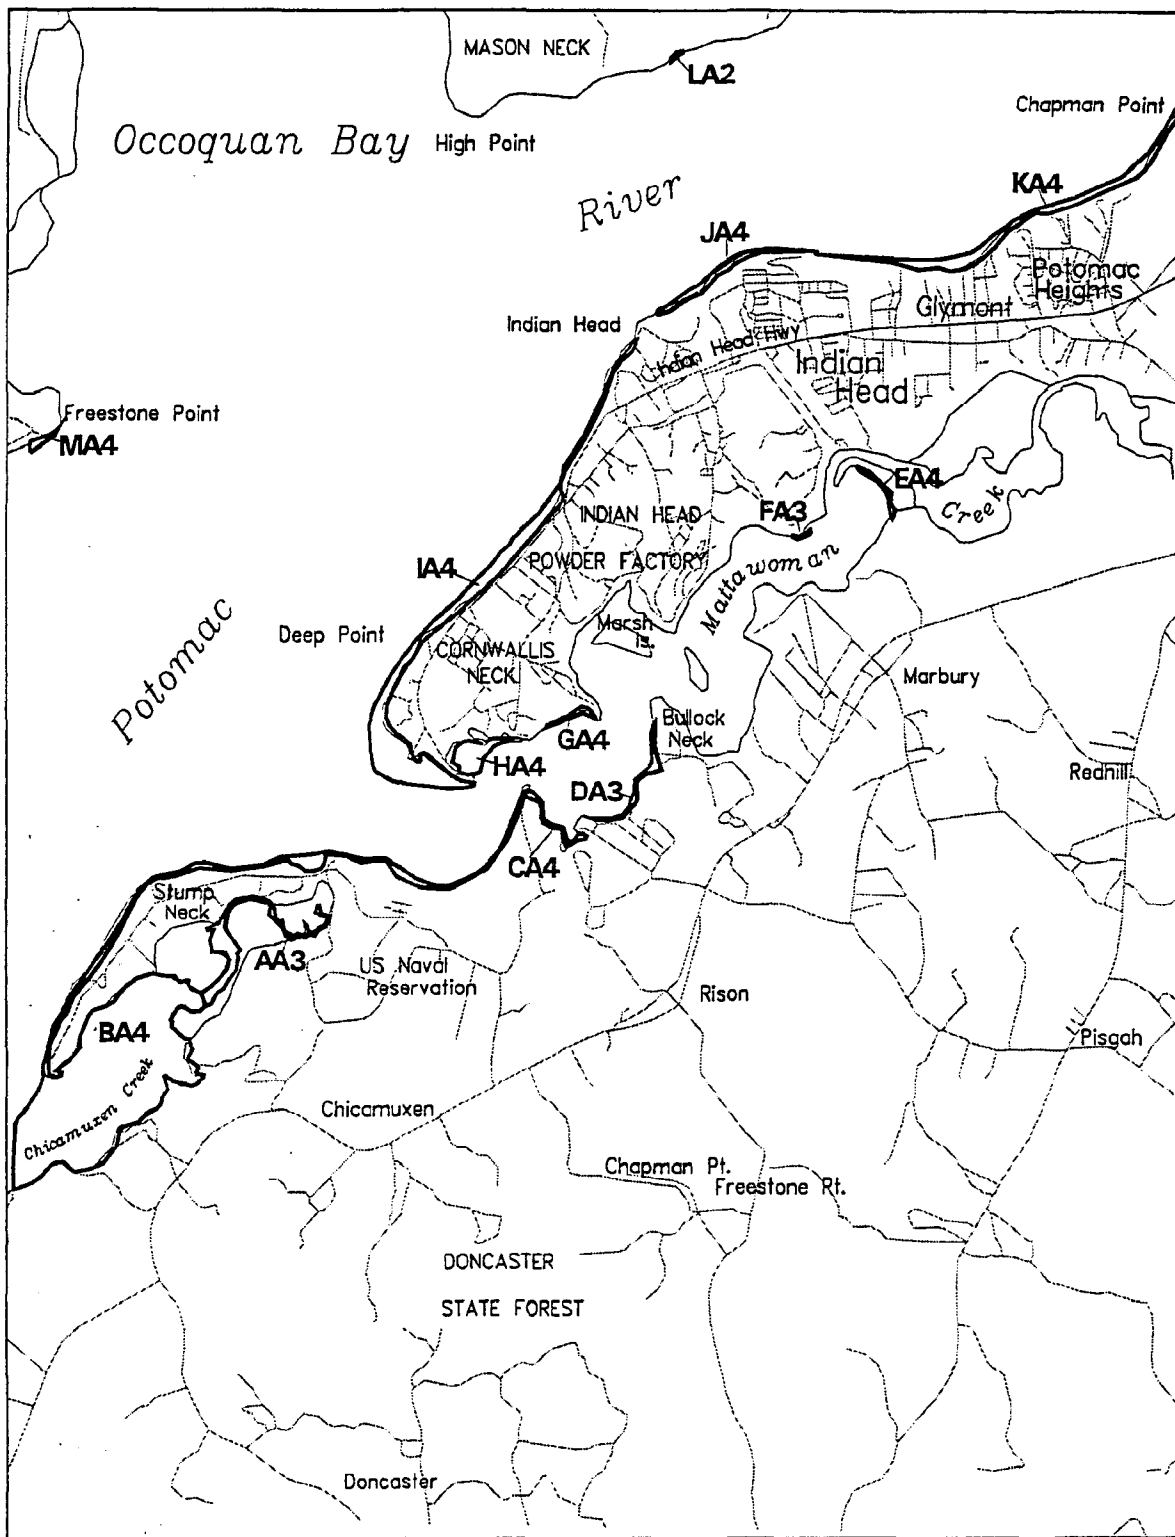 MASON NECK
LA2
Chapman Point
Occoquan Bay
High Point
KA4
River
JA4
Potomac
Heights
Glymont
Indian Head
Indian Head Hwy
Indian
Head
Freestone Point
MA4
EA4
Creek
FA3
INDIAN HEAD
POWDER FACTORY
Mattawoman
IA4
Marsh
Is.
Potomac
Deep Point
CORNWALLIS
NECK
Marbury
GA4
Bullock
Neck
HA4
DA3
Redhill
CA4
Stump
Neck
AA3
US Naval
Reservation
Rison
BA4
Pisgah
Chicamuxen Creek
Chicamuxen
Chapman Pt.
Freestone Rt.
DONCASTER
STATE FOREST
Doncaster